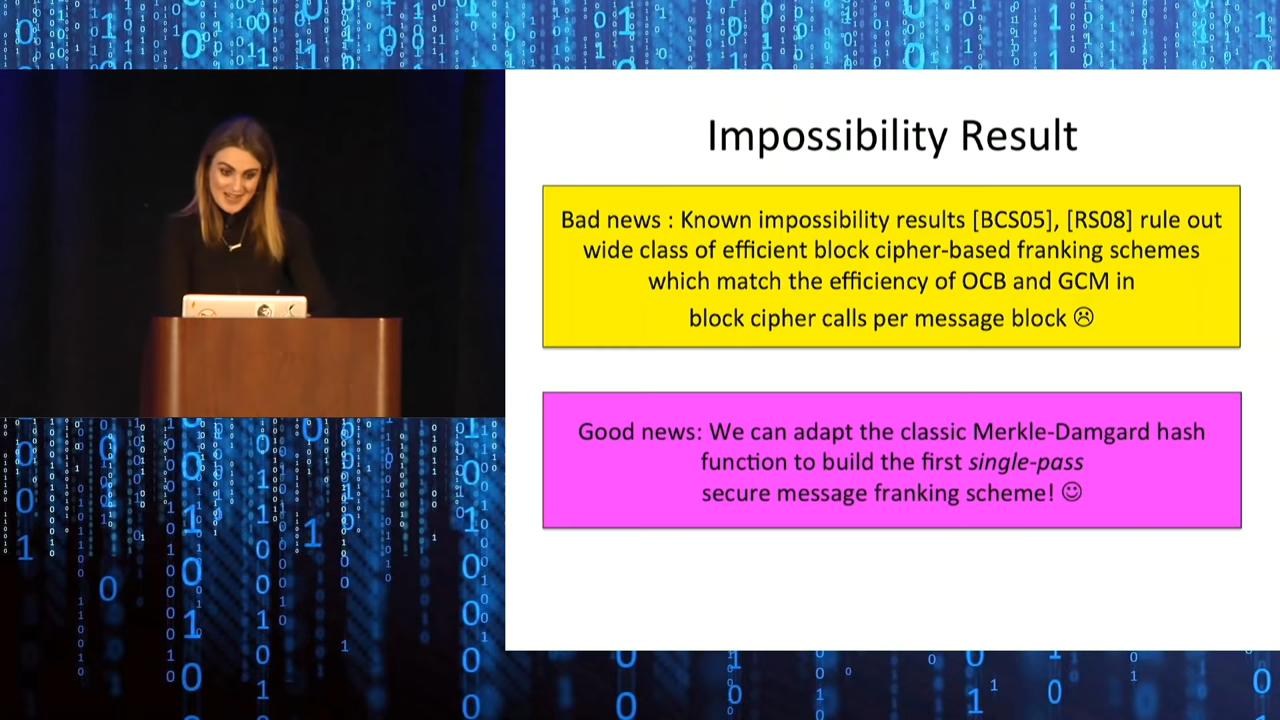 Impossibility Result
Bad news : Known impossibility results [BCS05], [RS08] rule out
wide class of efficient block cipher-based franking schemes
which match the efficiency of OCB and GCM in
block cipher calls per message block ☹
Good news: We can adapt the classic Merkle-Damgard hash
function to build the first single-pass
secure message franking scheme! ☺